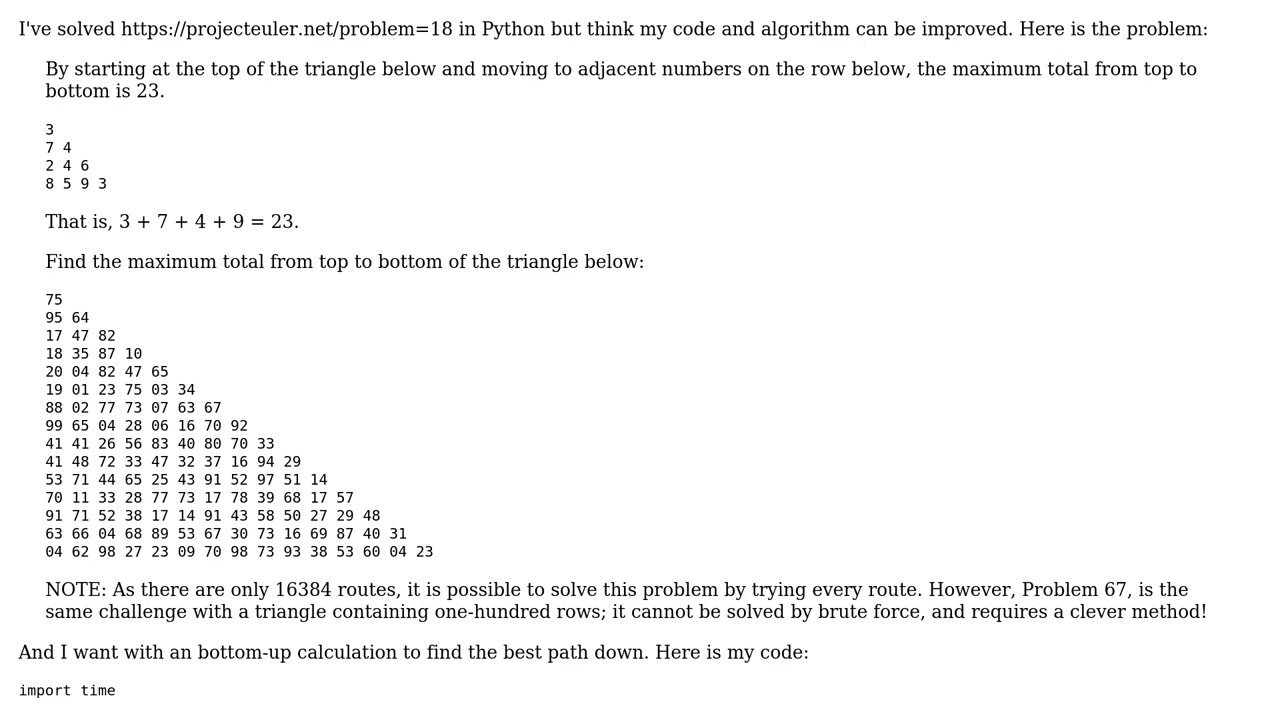 I've solved https://projecteuler.net/problem=18 in Python but think my code and algorithm can be improved. Here is the problem:
By starting at the top of the triangle below and moving to adjacent numbers on the row below, the maximum total from top to
bottom is 23.
3
7 4
2 4 6
8 5 9 3
That is, 3 + 7 + 4 + 9 = 23.
Find the maximum total from top to bottom of the triangle below:
75
95 64
17 47 82
18 35 87 10
20 04 82 47 65
19 01 23 75 03 34
88 02 77 73 07 63 67
99 65 04 28 06 16 70 92
41 41 26 56 83 40 80 70 33
41 48 72 33 47 32 37 16 94 29
53 71 44 65 25 43 91 52 97 51 14
70 11 33 28 77 73 17 78 39 68 17 57
91 71 52 38 17 14 91 43 58 50 27 29 48
63 66 04 68 89 53 67 30 73 16 69 87 40 31
04 62 98 27 23 09 70 98 73 93 38 53 60 04 23
NOTE: As there are only 16384 routes, it is possible to solve this problem by trying every route. However, Problem 67, is the
same challenge with a triangle containing one-hundred rows; it cannot be solved by brute force, and requires a clever method!
And I want with an bottom-up calculation to find the best path down. Here is my code:
import time